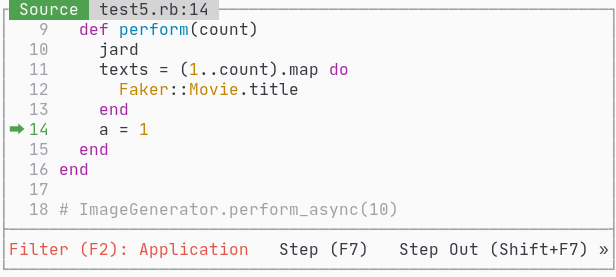 Source test5.rb:14
9 def perform(count)
10 jard
11 texts = (1..count).map do
12 Faker::Movie.title
13 end
➡ 14 a = 1
15 end
16 end
17
18 # ImageGenerator.perform_async(10)
Filter (F2): Application Step (F7) Step Out (Shift+F7) »